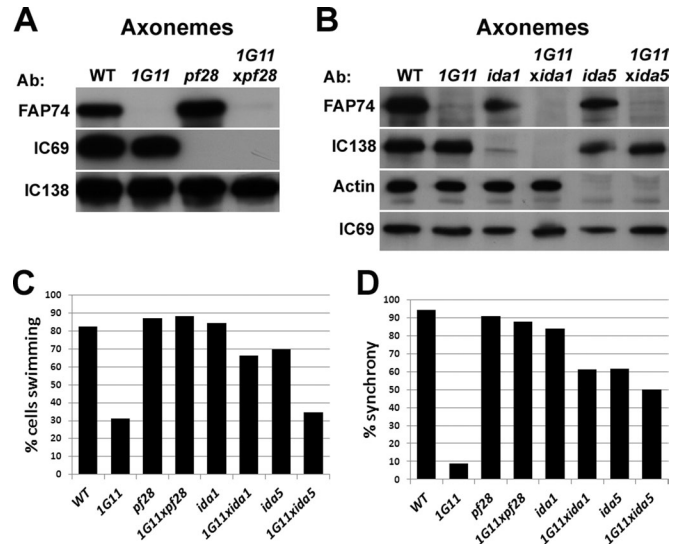 A
Axonemes
Ab: WT 1G11 pf28 1G11 xpf28
FAP74
IC69
IC138
B
Axonemes
Ab: WT 1G11 ida1 1G11 xida1 ida5 1G11 xida5
FAP74
IC138
Actin
IC69
C
% cells swimming
100
90
80
70
60
50
40
30
20
10
0
WT 1G11 pf28 1G11xpf28 ida1 1G11xida1 ida5 1G11xida5
D
% synchrony
100
90
80
70
60
50
40
30
20
10
0
WT 1G11 pf28 1G11xpf28 ida1 1G11xida1 ida5 1G11xida5